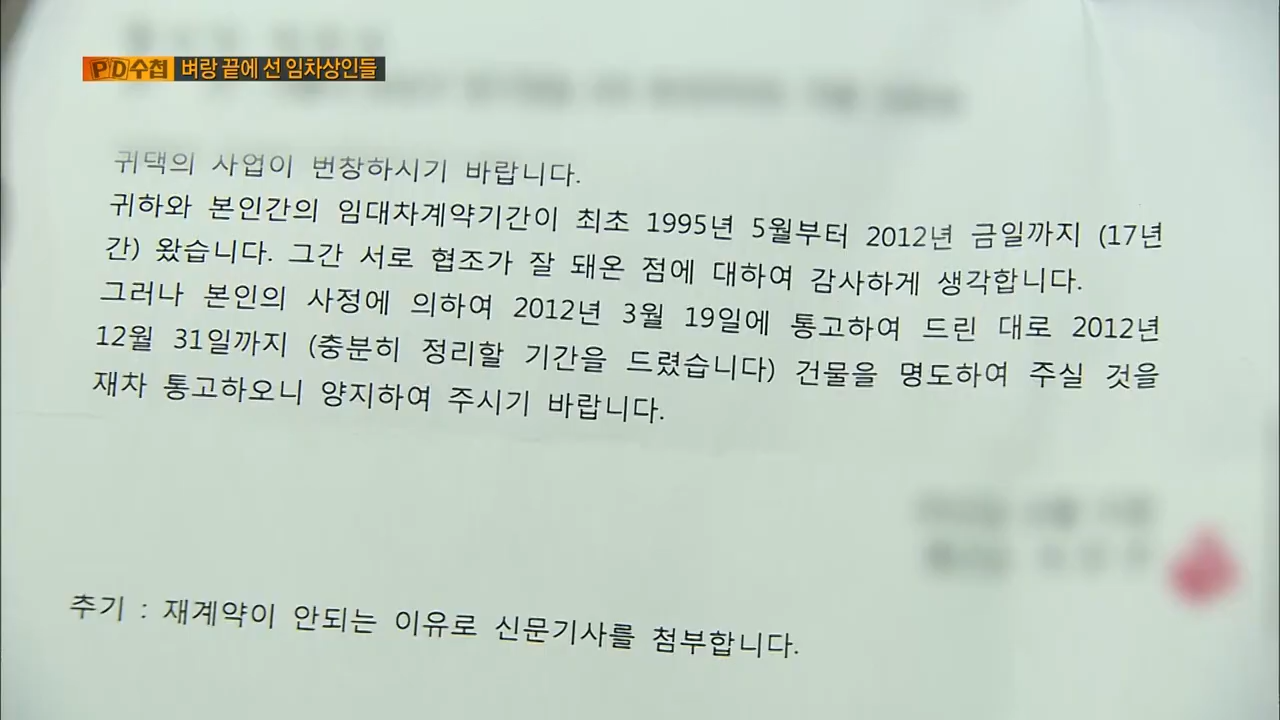 PD수첩 벼랑 끝에 선 임차상인들
귀댁의 사업이 번창하시기 바랍니다.
귀하와 본인간의 임대차계약기간이 최초 1995년 5월부터 2012년 금일까지 (17년
간) 왔습니다. 그간 서로 협조가 잘 돼온 점에 대하여 감사하게 생각합니다.
그러나 본인의 사정에 의하여 2012년 3월 19일에 통고하여 드린 대로 2012년
12월 31일까지 (충분히 정리할 기간을 드렸습니다) 건물을 명도하여 주실 것을
재차 통고하오니 양지하여 주시기 바랍니다.
추기 : 재계약이 안되는 이유로 신문기사를 첨부합니다.